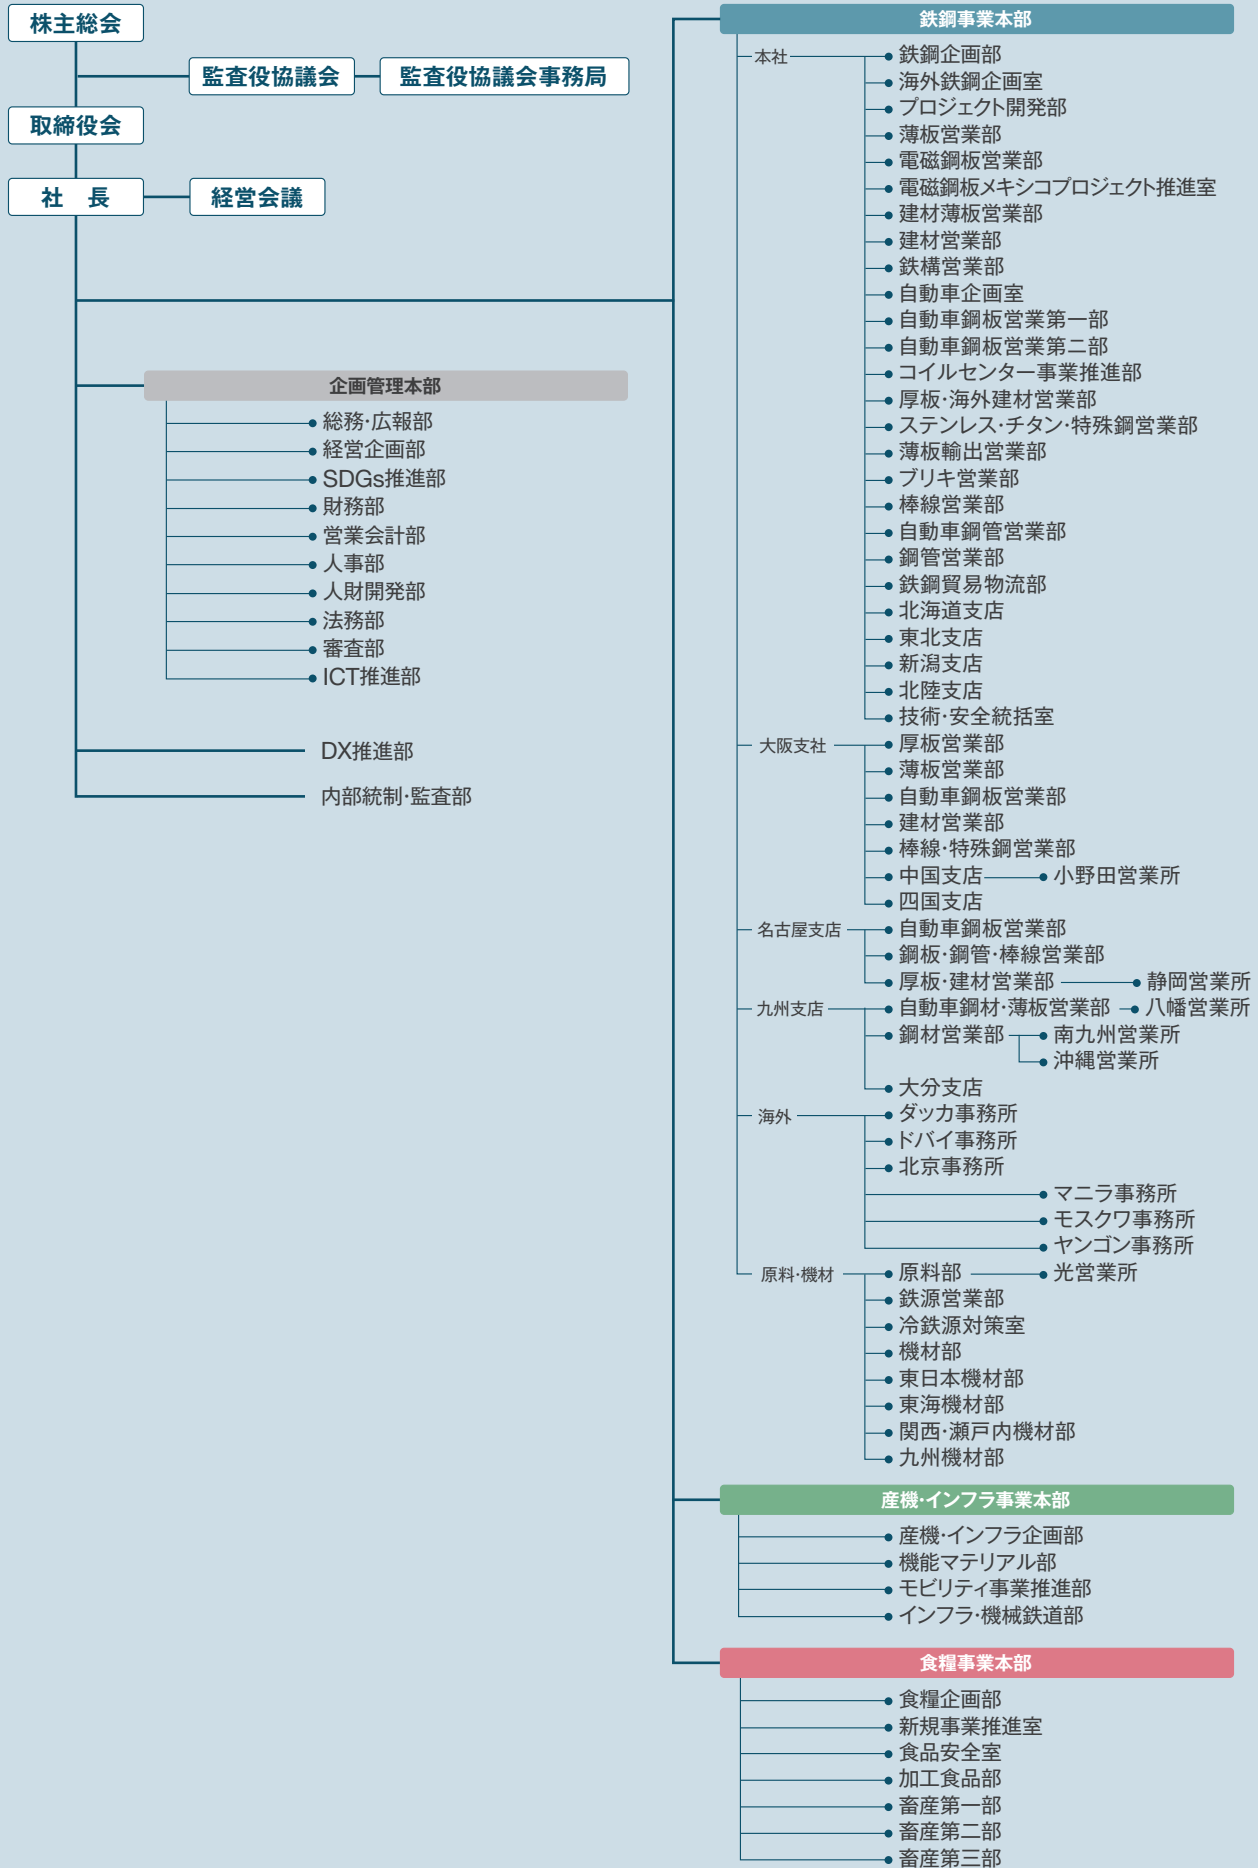 株主総会
監査役協議会
監査役協議会事務局
取締役会
社　長
経営会議
企画管理本部
総務・広報部
経営企画部
SDGs推進部
財務部
営業会計部
人事部
人財開発部
法務部
審査部
ICT推進部
DX推進部
内部統制・監査部
鉄鋼事業本部
本社
鉄鋼企画部
海外鉄鋼企画室
プロジェクト開発部
薄板営業部
電磁鋼板営業部
電磁鋼板メキシコプロジェクト推進室
建材薄板営業部
建材営業部
鉄構営業部
自動車企画室
自動車鋼板営業第一部
自動車鋼板営業第二部
コイルセンター事業推進部
厚板・海外建材営業部
ステンレス・チタン・特殊鋼営業部
薄板輸出営業部
ブリキ営業部
棒線営業部
自動車鋼管営業部
鋼管営業部
鉄鋼貿易物流部
北海道支店
東北支店
新潟支店
北陸支店
技術・安全統括室
大阪支社
厚板営業部
薄板営業部
自動車鋼板営業部
建材営業部
棒線・特殊鋼営業部
中国支店
小野田営業所
四国支店
名古屋支店
自動車鋼板営業部
鋼板・鋼管・棒線営業部
厚板・建材営業部
静岡営業所
九州支店
自動車鋼材・薄板営業部
八幡営業所
鋼材営業部
南九州営業所
沖縄営業所
大分支店
海外
ダッカ事務所
ドバイ事務所
北京事務所
マニラ事務所
モスクワ事務所
ヤンゴン事務所
原料・機材
原料部
光営業所
鉄源営業部
冷鉄源対策室
機材部
東日本機材部
東海機材部
関西・瀬戸内機材部
九州機材部
産機・インフラ事業本部
産機・インフラ企画部
機能マテリアル部
モビリティ事業推進部
インフラ・機械鉄道部
食糧事業本部
食糧企画部
新規事業推進室
食品安全室
加工食品部
畜産第一部
畜産第二部
畜産第三部